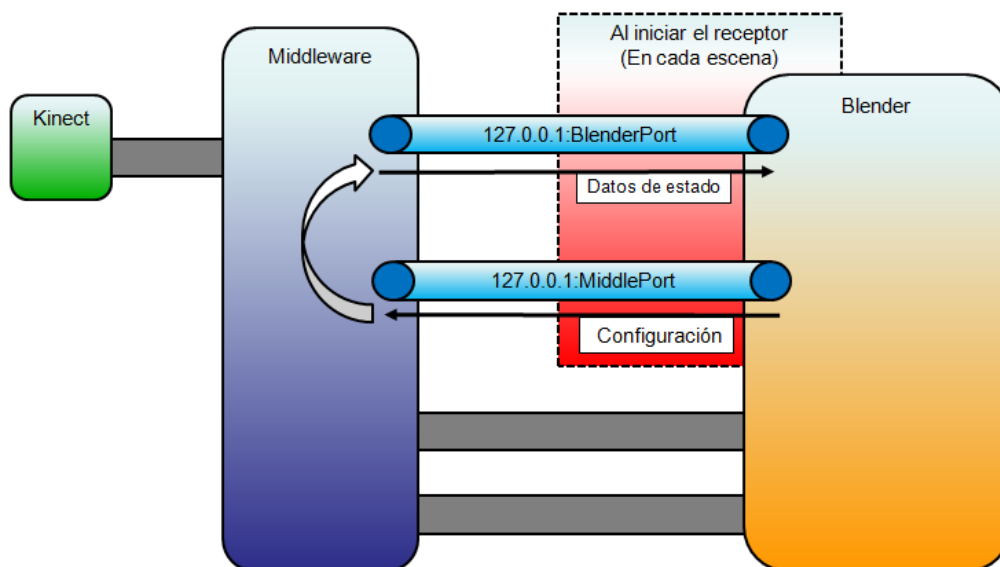 Al iniciar el receptor
(En cada escena)
Middleware
Blender
Kinect
127.0.0.1:BlenderPort
Datos de estado
127.0.0.1:MiddlePort
Configuración